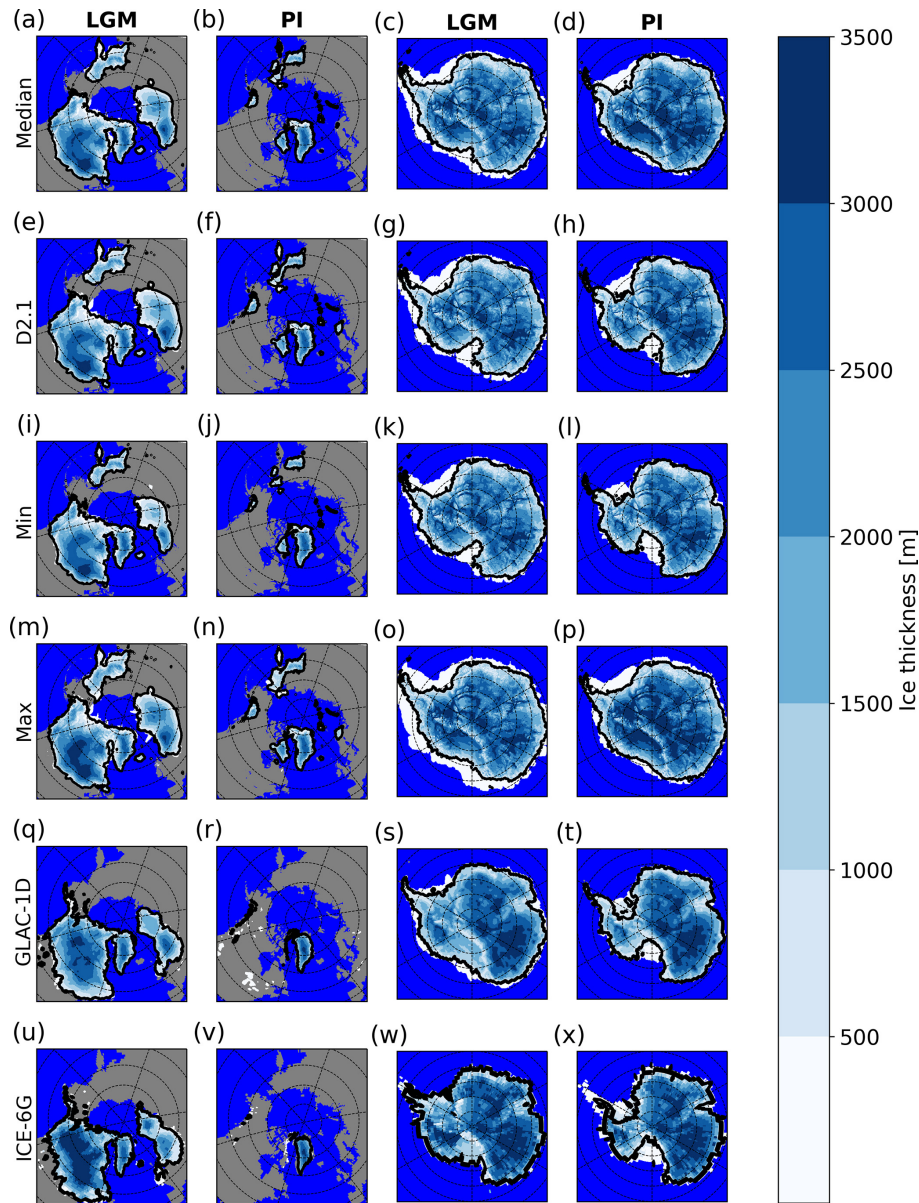 (a) LGM (b) PI (c) LGM (d) PI
Median
(e) (f) (g) (h)
D2.1
(i) (j) (k) (l)
Min
(m) (n) (o) (p)
Max
(q) (r) (s) (t)
GLAC-1D
(u) (v) (w) (x)
ICE-6G
3500
3000
2500
2000
1500
1000
500
Ice thickness [m]